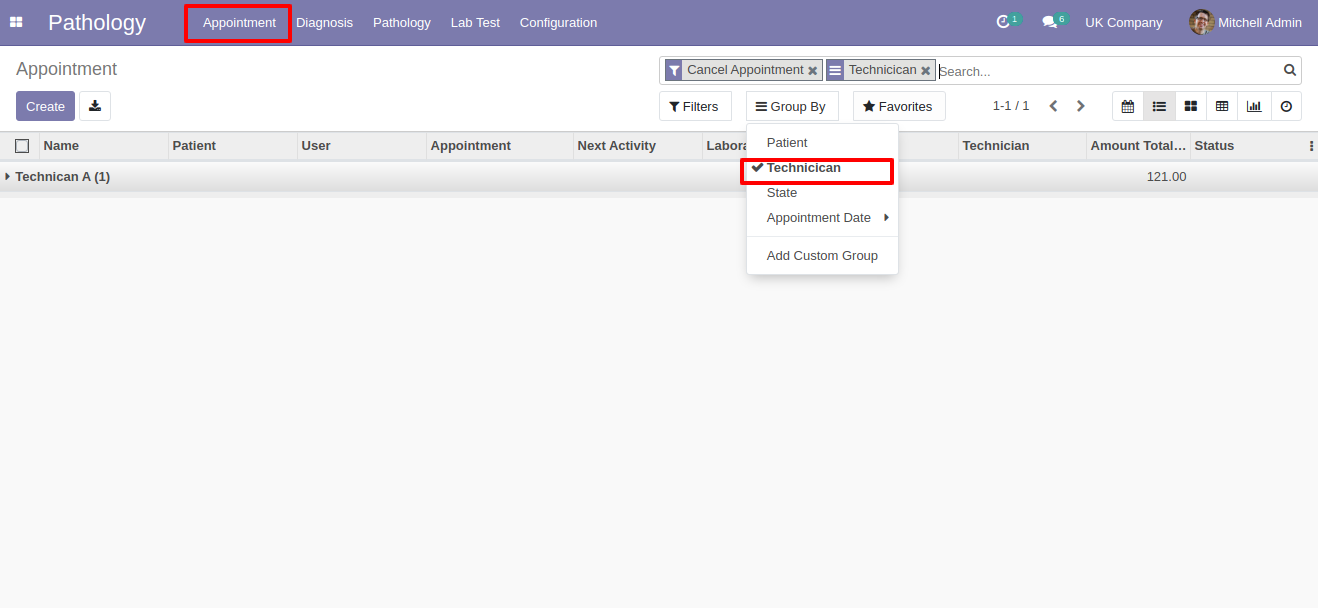 Pathology Appointment Diagnosis Pathology Lab Test Configuration 1 6 UK Company Mitchell Admin
Appointment
Cancel Appointment Technicican Search...
Create Filters Group By Favorites 1-1 / 1
Name Patient User Appointment Next Activity Labora Technician Amount Total... Status
Technican A (1) 121.00
Patient
Technicican
State
Appointment Date
Add Custom Group